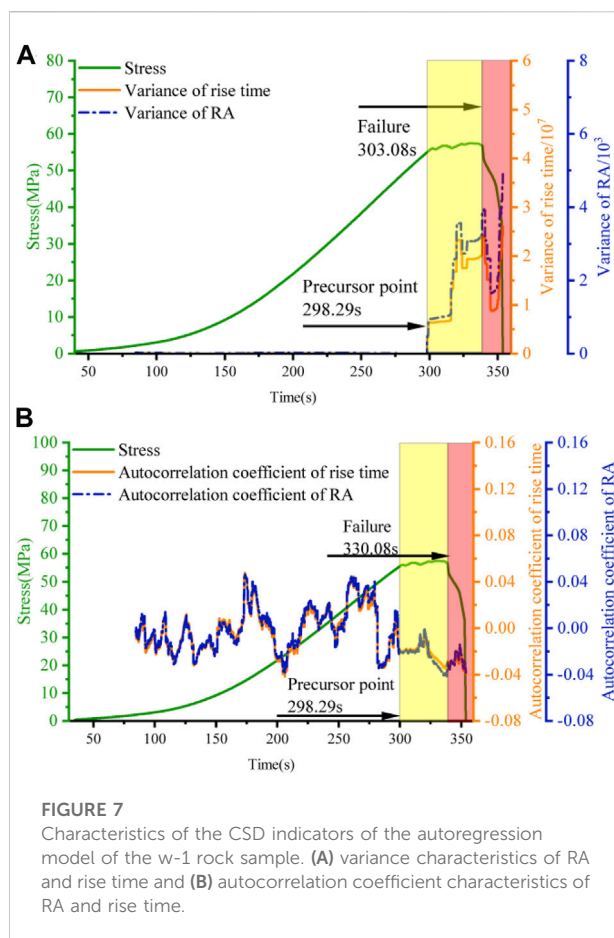 A
Stress
Variance of rise time
Variance of RA
Failure
303.08s
Precursor point
298.29s
80
70
60
50
40
30
20
10
0
Stress(MPa)
50 100 150 200 250 300 350
Time(s)
6
5
4
3
2
1
0
Variance of rise time/10⁷
8
6
4
2
0
Variance of RA/10³
B
Stress
Autocorrelation coefficient of rise time
Autocorrelation coefficient of RA
Failure
330.08s
Precursor point
298.29s
100
90
80
70
60
50
40
30
20
10
0
Stress(MPa)
50 100 150 200 250 300 350
Time(s)
0.16
0.12
0.08
0.04
0.00
-0.04
-0.08
Autocorrelation coefficient of rise time
0.16
0.12
0.08
0.04
0.00
-0.04
-0.08
Autocorrelation coefficient of RA
FIGURE 7
Characteristics of the CSD indicators of the autoregression
model of the w-1 rock sample. (A) variance characteristics of RA
and rise time and (B) autocorrelation coefficient characteristics of
RA and rise time.